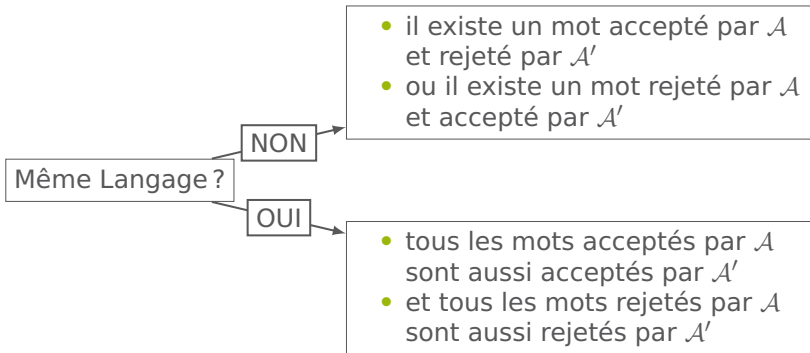 • il existe un mot accepté par 𝒜
et rejeté par 𝒜′
• ou il existe un mot rejeté par 𝒜
et accepté par 𝒜′
NON
Même Langage ?
OUI
• tous les mots acceptés par 𝒜
sont aussi acceptés par 𝒜′
• et tous les mots rejetés par 𝒜
sont aussi rejetés par 𝒜′